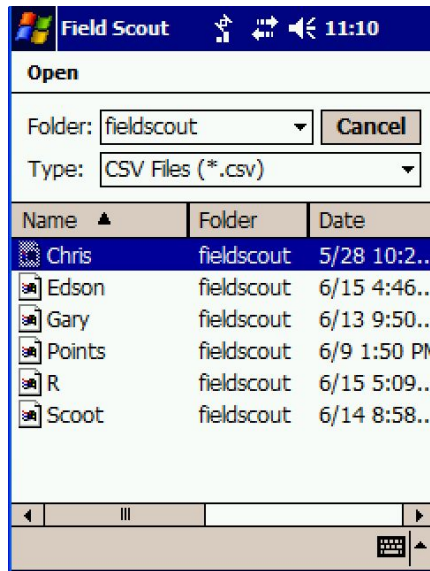 Field Scout 11:10
Open
Folder: fieldscout Cancel
Type: CSV Files (*.csv)
Name Folder Date
Chris fieldscout 5/28 10:2..
Edson fieldscout 6/15 4:46..
Gary fieldscout 6/13 9:50..
Points fieldscout 6/9 1:50 PM
R fieldscout 6/15 5:09..
Scoot fieldscout 6/14 8:58..